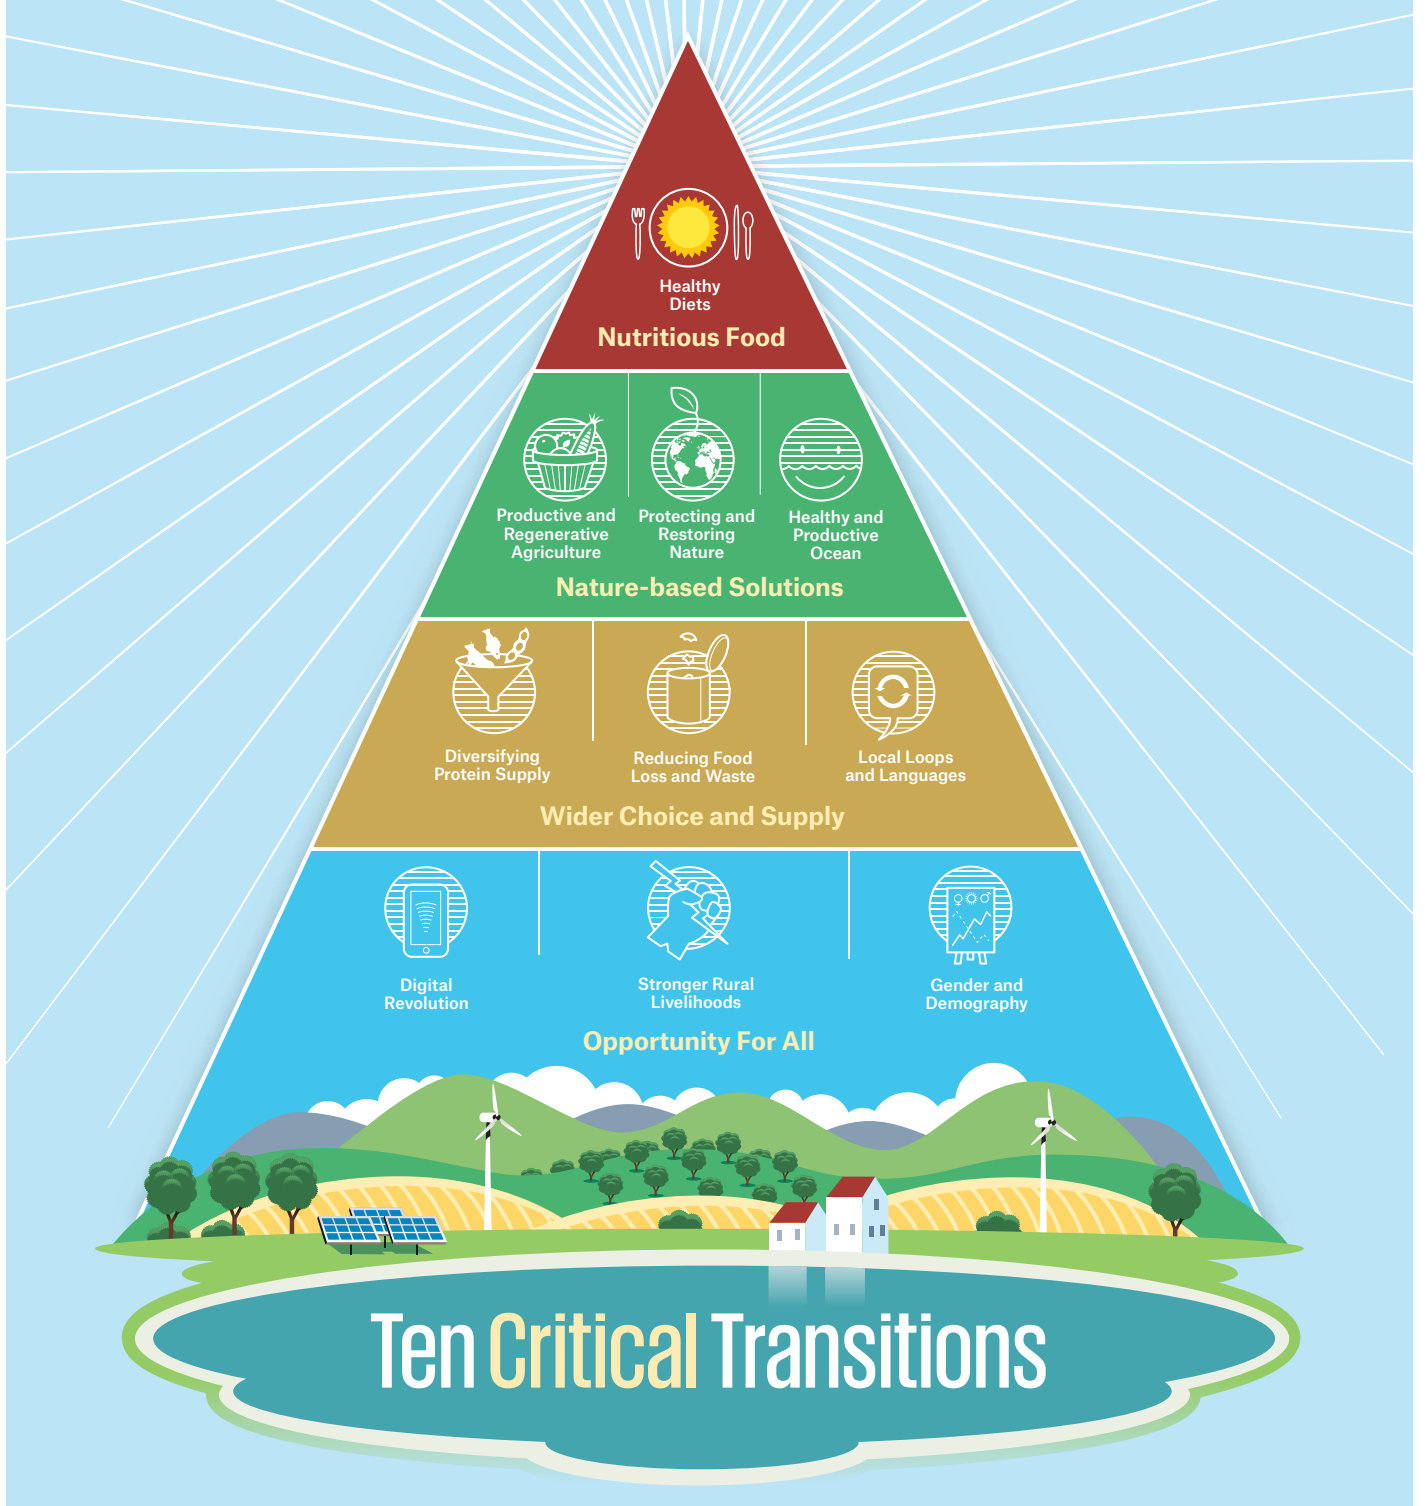 Healthy
Diets
Nutritious Food
Productive and
Regenerative
Agriculture
Protecting and
Restoring
Nature
Healthy and
Productive
Ocean
Nature-based Solutions
Diversifying
Protein Supply
Reducing Food
Loss and Waste
Local Loops
and Languages
Wider Choice and Supply
Digital
Revolution
Stronger Rural
Livelihoods
Gender and
Demography
Opportunity For All
Ten Critical Transitions